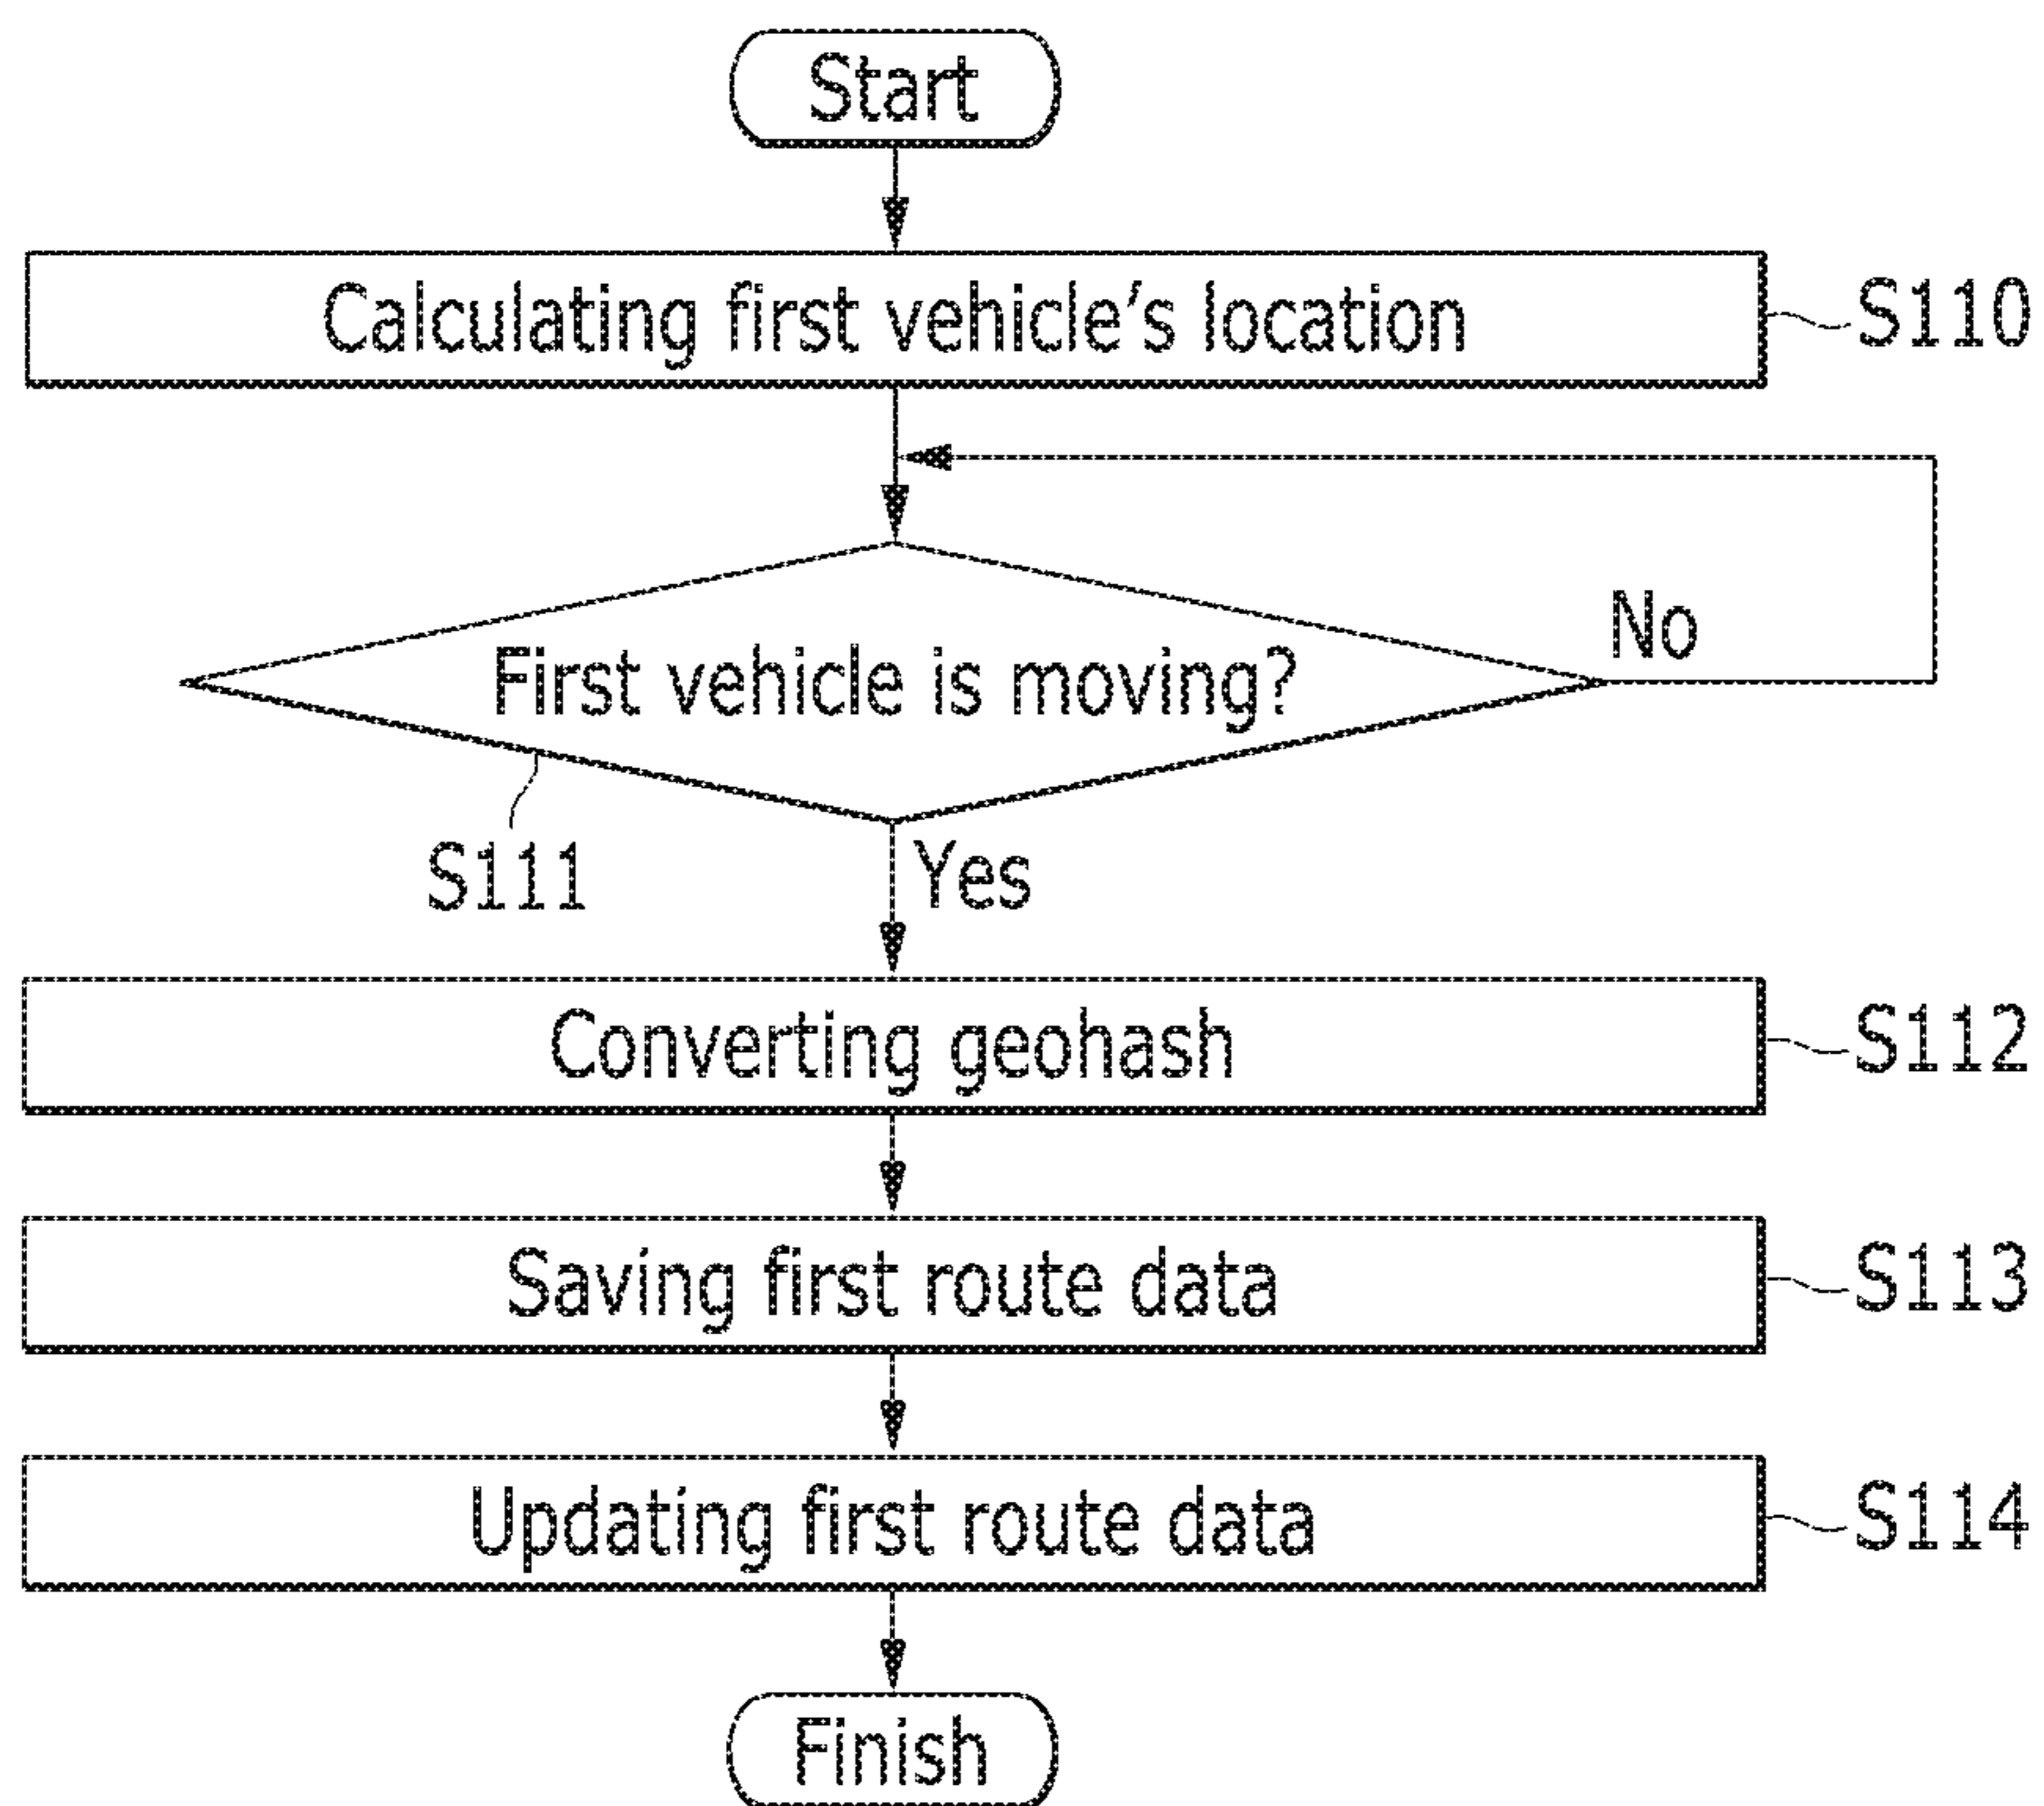 Start
Calculating first vehicle’s location
S110
No
First vehicle is moving?
S111
Yes
Converting geohash
S112
Saving first route data
S113
Updating first route data
S114
Finish